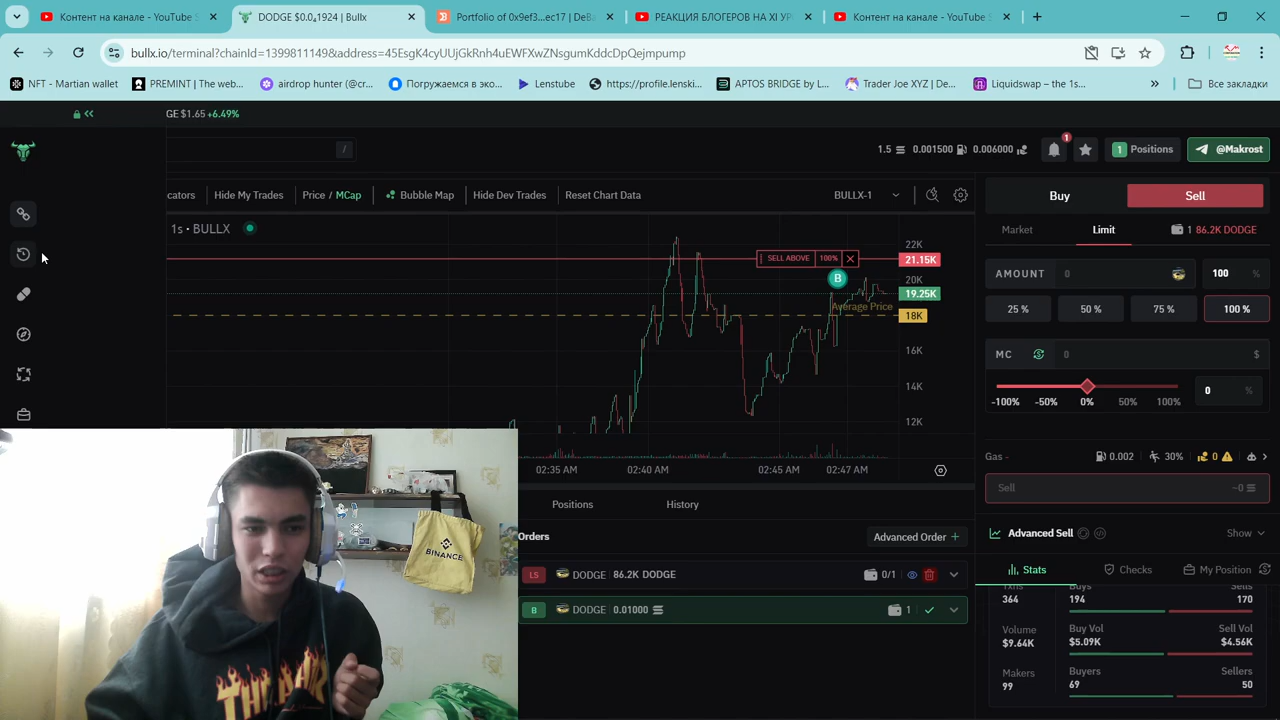 Контент на канале - YouTube S
DODGE $0.0₄1924 | Bullx
Portfolio of 0x9ef3...ec17 | DeBa
РЕАКЦИЯ БЛОГЕРОВ НА XI УР
Контент на канале - YouTube S
bullx.io/terminal?chainId=1399811149&address=45EsgK4cyUUjGkRnh4uEWFXwZNsgumKddcDpQejmpump
NFT - Martian wallet
PREMINT | The web...
airdrop hunter (@cr...
Погружаемся в эко...
Lenstube
https://profile.lenski...
APTOS BRIDGE by L...
Trader Joe XYZ | De...
Liquidswap – the 1s...
Все закладки
GE $1.65 +6.49%
/
1.5
0.001500
0.006000
1
1 Positions
@Makrost
cators
Hide My Trades
Price / MCap
Bubble Map
Hide Dev Trades
Reset Chart Data
BULLX-1
Buy
Sell
1s • BULLX
Market
Limit
1 86.2K DODGE
22K
SELL ABOVE 100%
21.15K
B
20K
19.25K
Average Price
18K
16K
14K
12K
AMOUNT 0
100 %
25 %
50 %
75 %
100 %
MC 0 $
-100% -50% 0% 50% 100%
0 %
02:35 AM
02:40 AM
02:45 AM
02:47 AM
Gas - 0.002 30% 0
Sell ~0
Positions
History
Orders
Advanced Order +
Advanced Sell
Show
LS DODGE 86.2K DODGE 0/1
B DODGE 0.01000 1
Stats
Checks
My Position
Txns
Buys
Sells
364
194
170
Volume
Buy Vol
Sell Vol
$9.64K
$5.09K
$4.56K
Makers
Buyers
Sellers
99
69
50
BINANCE